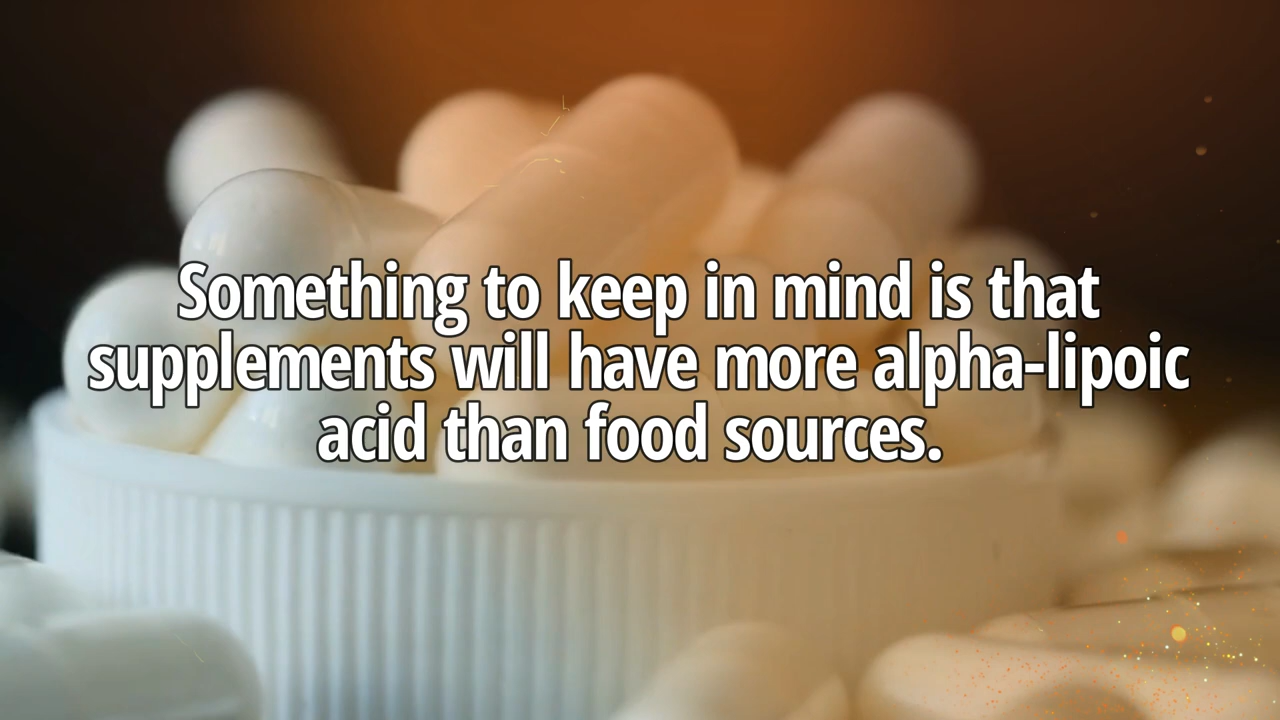 Something to keep in mind is that
supplements will have more alpha-lipoic
acid than food sources.